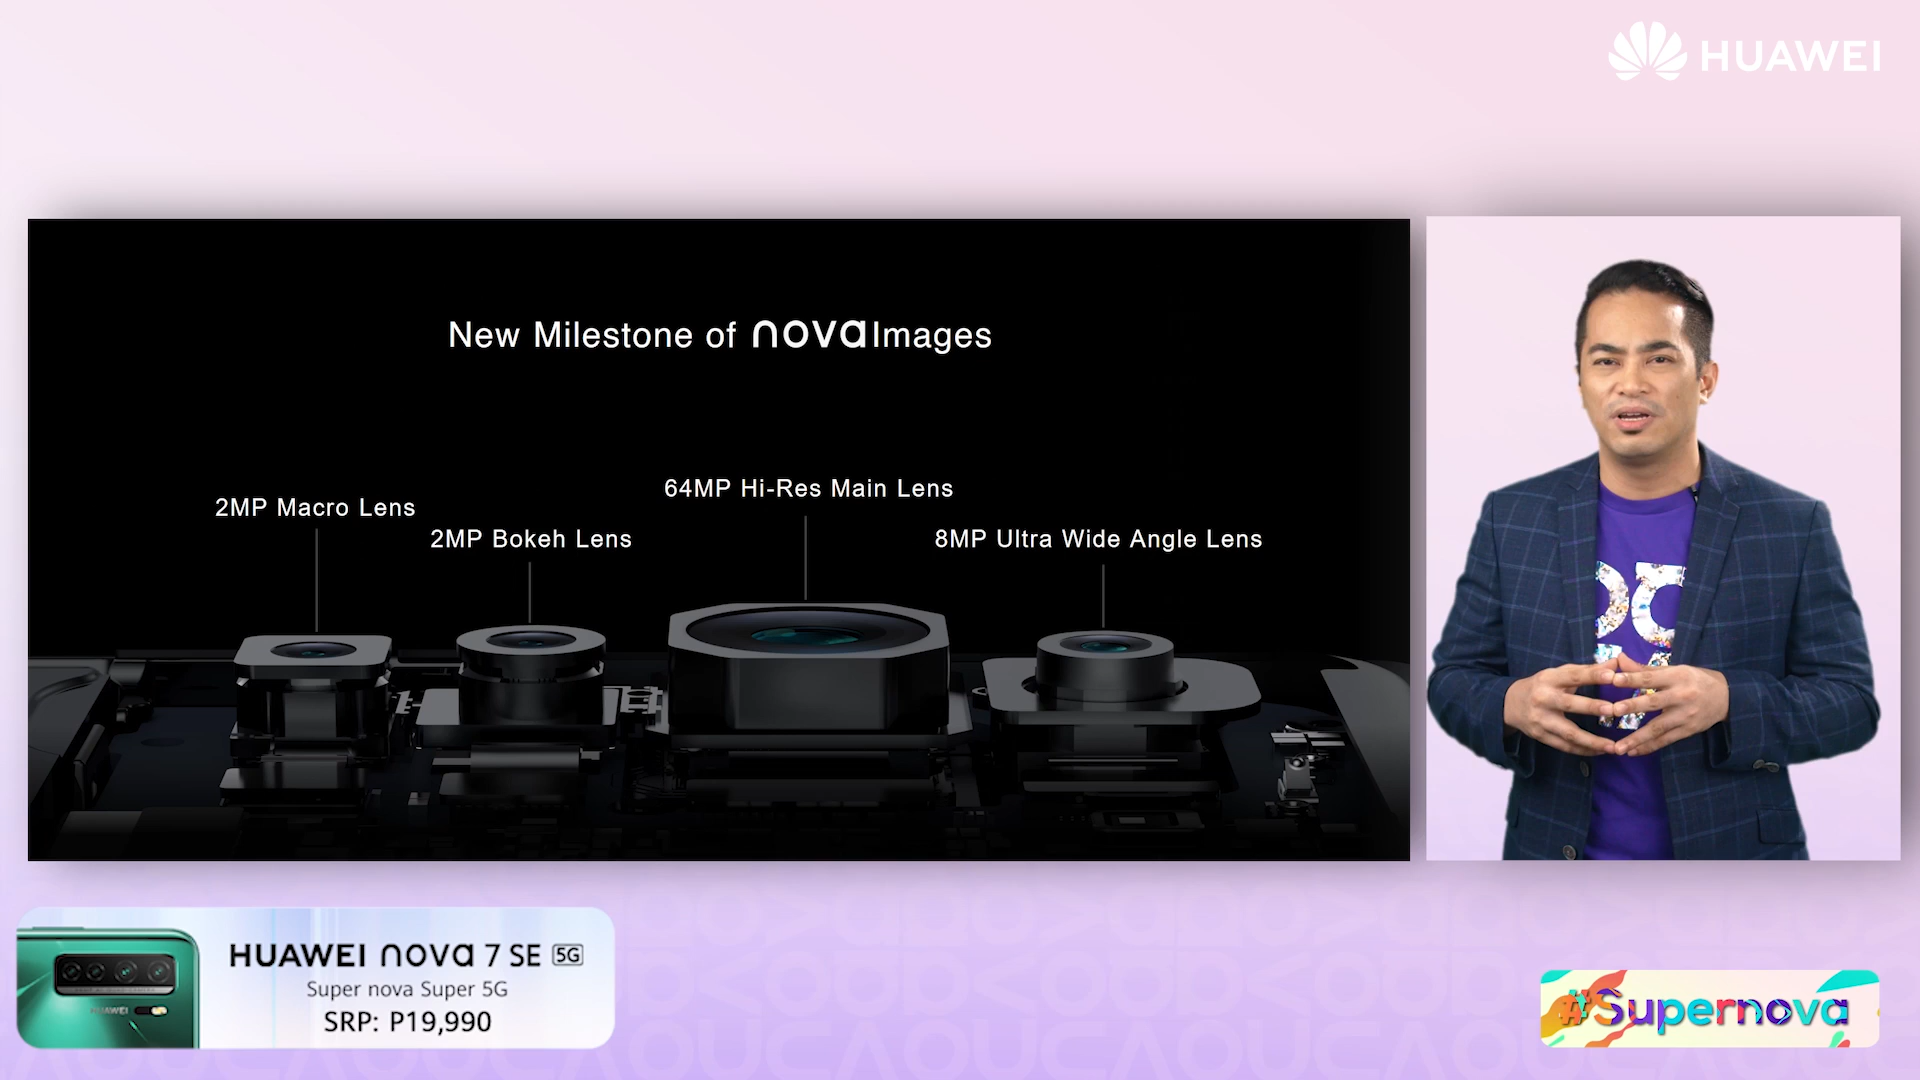 HUAWEI
New Milestone of nova Images
64MP Hi-Res Main Lens
2MP Macro Lens
2MP Bokeh Lens
8MP Ultra Wide Angle Lens
HUAWEI nova 7 SE 5G
Super nova Super 5G
SRP: P19,990
HUAWEI
#Supernova